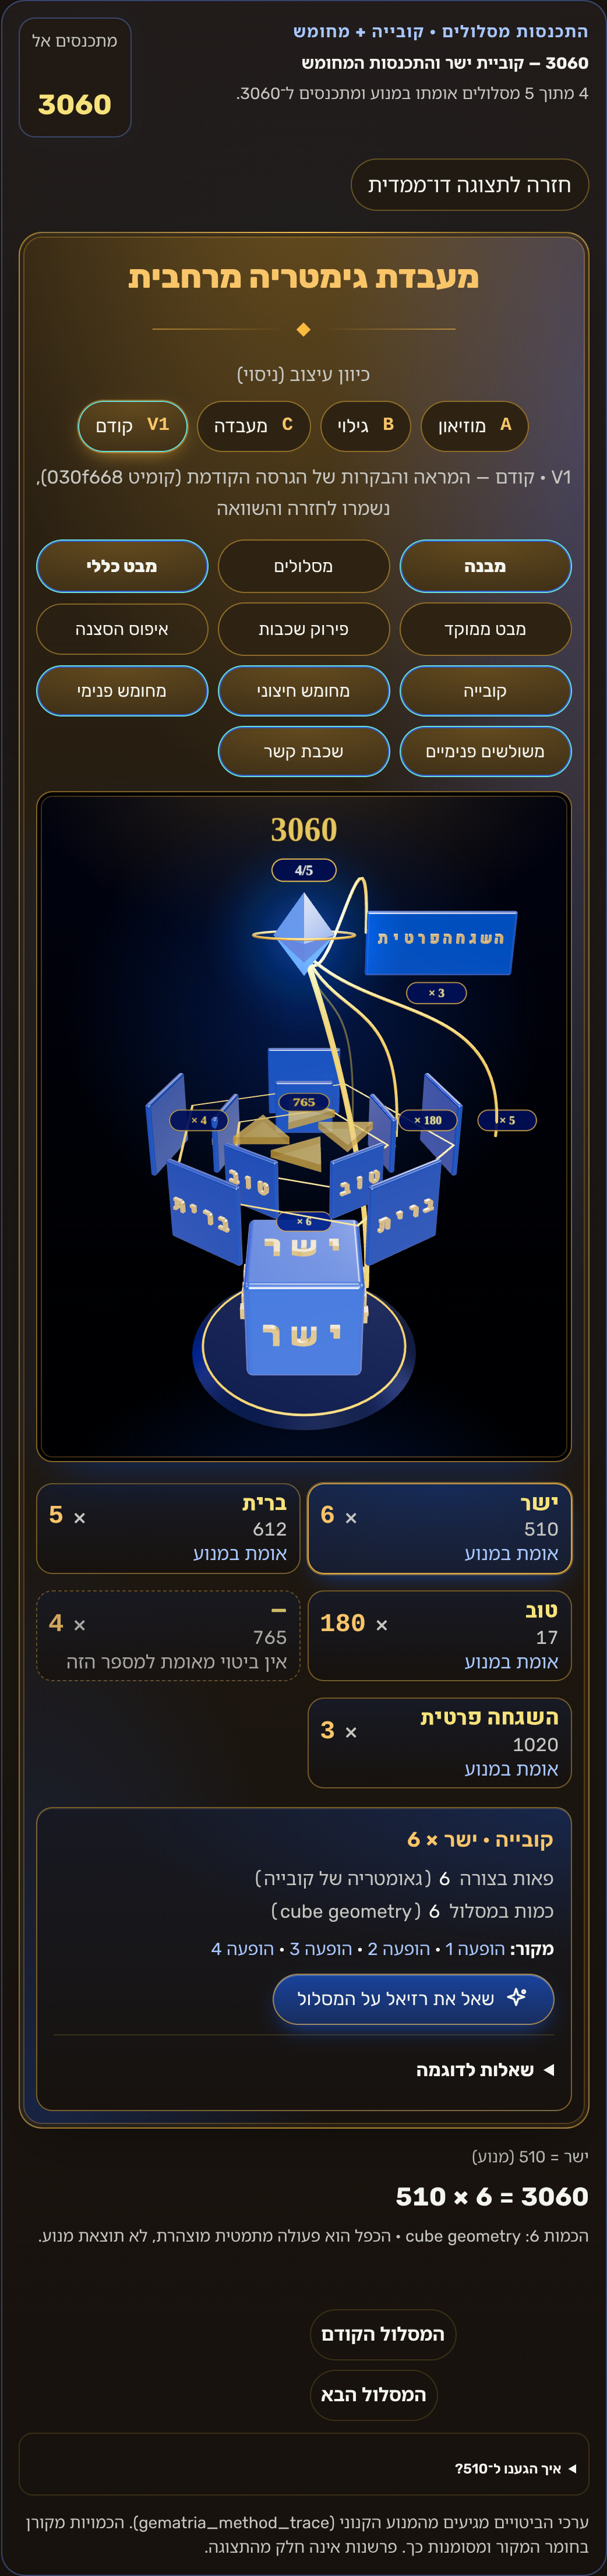 התכנסות מסלולים • קובייה + מחומש
3060 — קוביית ישר והתכנסות המחומש
4 מתוך 5 מסלולים אומתו במנוע ומתכנסים ל־3060.
מתכנסים אל
3060
חזרה לתצוגה דו־ממדית
מעבדת גימטריה מרחבית
כיוון עיצוב (ניסוי)
A מוזיאון
B גילוי
C מעבדה
V1 קודם
V1 • קודם — המראה והבקרות של הגרסה הקודמת (קומיט 030f668),
נשמרו לחזרה והשוואה
מבנה
מסלולים
מבט כללי
מבט ממוקד
פירוק שכבות
איפוס הסצנה
קובייה
מחומש חיצוני
מחומש פנימי
משולשים פנימיים
שכבת קשר
3060
4/5
השגחהפרטית
× 3
765
× 4
× 180
× 5
טוב
טוב
ברית
ברית
× 6
ישר
ישר
ישר
510
אומת במנוע
× 6
ברית
612
אומת במנוע
× 5
טוב
17
אומת במנוע
× 180
—
765
אין ביטוי מאומת למספר הזה
× 4
השגחה פרטית
1020
אומת במנוע
× 3
קובייה • ישר × 6
פאות בצורה 6 (גאומטריה של קובייה)
כמות במסלול 6 (cube geometry)
מקור: הופעה 1 • הופעה 2 • הופעה 3 • הופעה 4
שאל את רזיאל על המסלול
שאלות לדוגמה
ישר = 510 (מנוע)
510 × 6 = 3060
הכמות 6: cube geometry • הכפל הוא פעולה מתמטית מוצהרת, לא תוצאת מנוע.
המסלול הקודם
המסלול הבא
איך הגענו ל־510?
ערכי הביטויים מגיעים מהמנוע הקנוני (gematria_method_trace). הכמויות מקורן
בחומר המקור ומסומנות כך. פרשנות אינה חלק מהתצוגה.